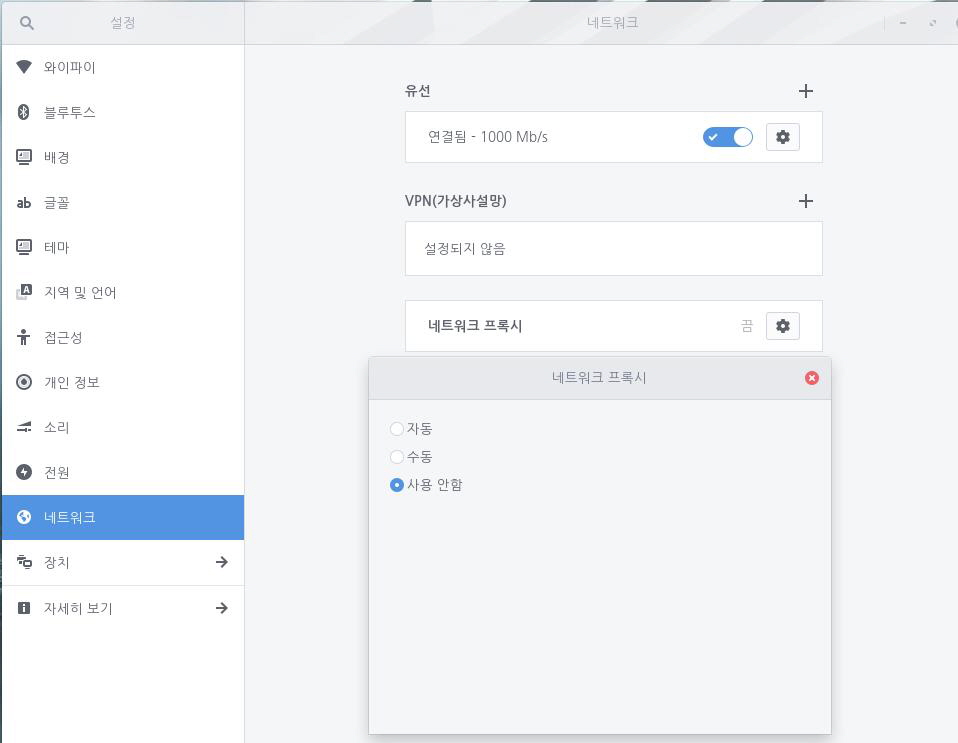 설정
네트워크
와이파이
블루투스
배경
ab 글꼴
테마
A 지역 및 언어
접근성
개인 정보
소리
전원
네트워크
장치
자세히 보기
유선
연결됨 - 1000 Mb/s
VPN(가상사설망)
설정되지 않음
네트워크 프록시 끔
네트워크 프록시
자동
수동
사용 안함